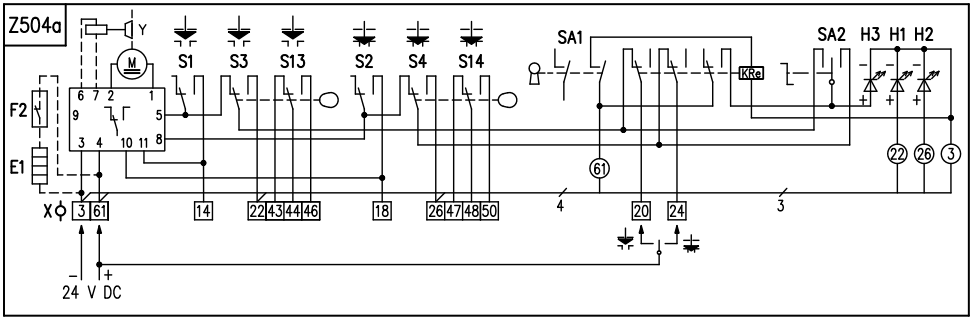 Z504a
Y
M
S1 S3 S13 S2 S4 S14 SA1 SA2 H3 H1 H2
KRe
F2
6 7 2 1
9 5
8
3 4 10 11
E1
61 22 26 3
X 3 61 14 22 43 44 46 18 26 47 48 50 4 20 24 3
− +
24 V DC